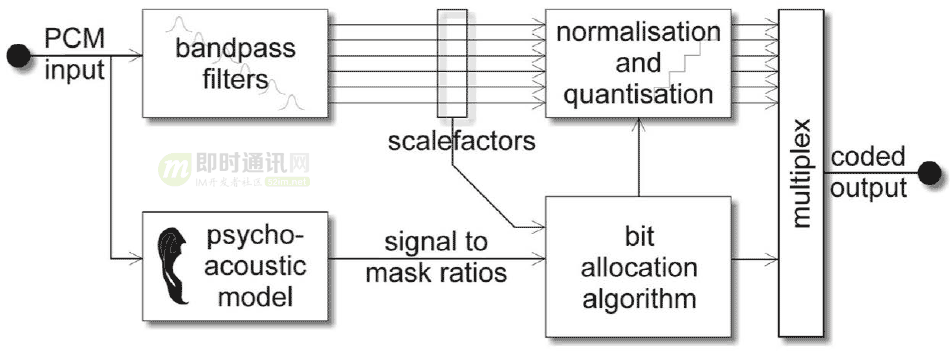 PCM
input
bandpass
filters
normalisation
and
quantisation
scalefactors
multiplex
coded
output
即时通讯网
IM开发者社区 52im.net
psycho-
acoustic
model
signal to
mask ratios
bit
allocation
algorithm